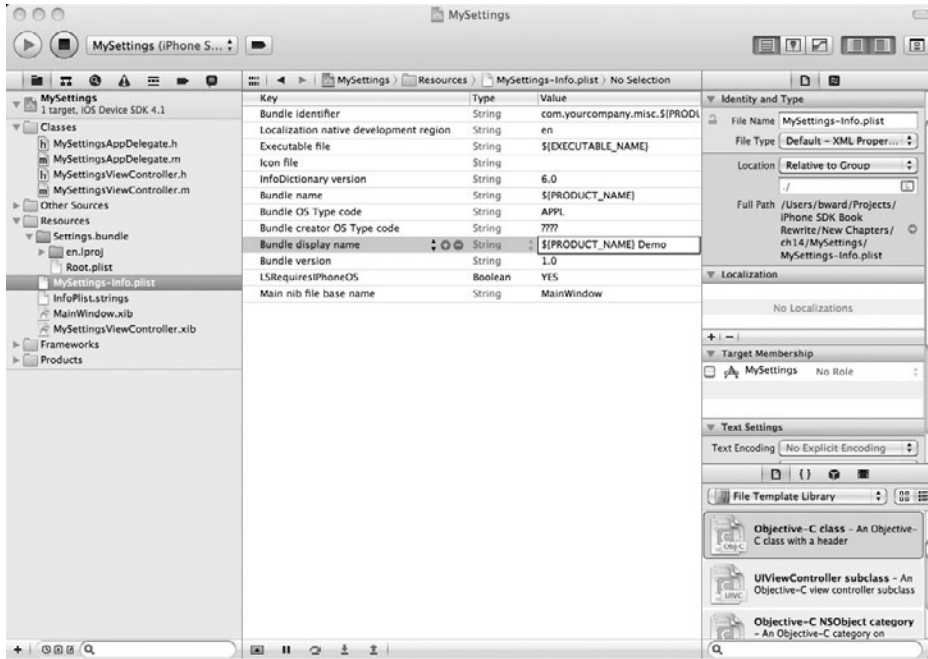 MySettings
MySettings (iPhone S...
MySettings
Resources
MySettings-Info.plist
No Selection
MySettings
1 target, iOS Device SDK 4.1
Classes
MySettingsAppDelegate.h
MySettingsAppDelegate.m
MySettingsViewController.h
MySettingsViewController.m
Other Sources
Resources
Settings.bundle
en.lproj
Root.plist
MySettings-Info.plist
InfoPlist.strings
MainWindow.xib
MySettingsViewController.xib
Frameworks
Products
Key Type Value
Bundle identifier String com.yourcompany.misc.${PRODU
Localization native development region String en
Executable file String ${EXECUTABLE_NAME}
Icon file String
InfoDictionary version String 6.0
Bundle name String ${PRODUCT_NAME}
Bundle OS Type code String APPL
Bundle creator OS Type code String ????
Bundle display name String ${PRODUCT_NAME} Demo
Bundle version String 1.0
LSRequiresIPhoneOS Boolean YES
Main nib file base name String MainWindow
Identity and Type
File Name MySettings-Info.plist
File Type Default - XML Proper...
Location Relative to Group
./
Full Path /Users/bward/Projects/
iPhone SDK Book
Rewrite/New Chapters/
ch14/MySettings/
MySettings-Info.plist
Localization
No Localizations
Target Membership
MySettings No Role
Text Settings
Text Encoding No Explicit Encoding
File Template Library
Obj-C
Objective-C class - An Objective-
C class with a header
UIVC
UIViewController subclass - An
Objective-C view controller subclass
Objective-C NSObject category
- An Objective-C category on